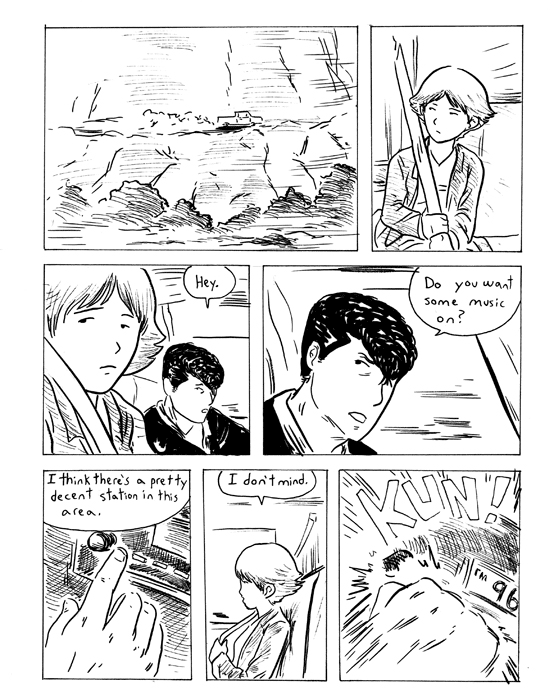 Hey.
Do you want
some music
on?
I think there's a pretty
decent station in this
area.
I don't mind.
KUN!
FM
96